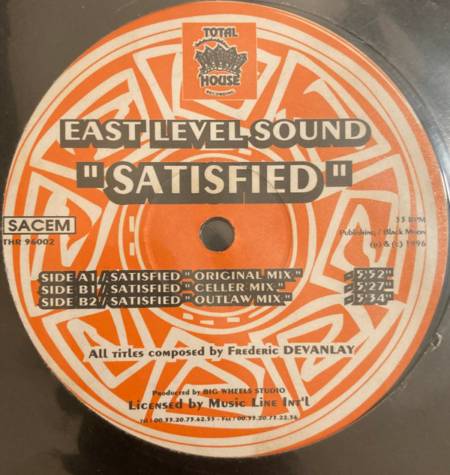 TOTAL
HOUSE
RECORDING
EAST LEVEL SOUND
"SATISFIED"
33 RPM
SACEM
Publishing / Black Moon
THR 96002
(p) & (c) 1996
SIDE A1 / SATISFIED " ORIGINAL MIX " - 5'52"
SIDE B1 / SATISFIED " CELLER MIX " - 5'27"
SIDE B2 / SATISFIED " OUTLAW MIX " - 5'34"
All titles composed by Frederic DEVANLAY
Produced by BIG WHEELS STUDIO
Licensed by Music Line Int'l